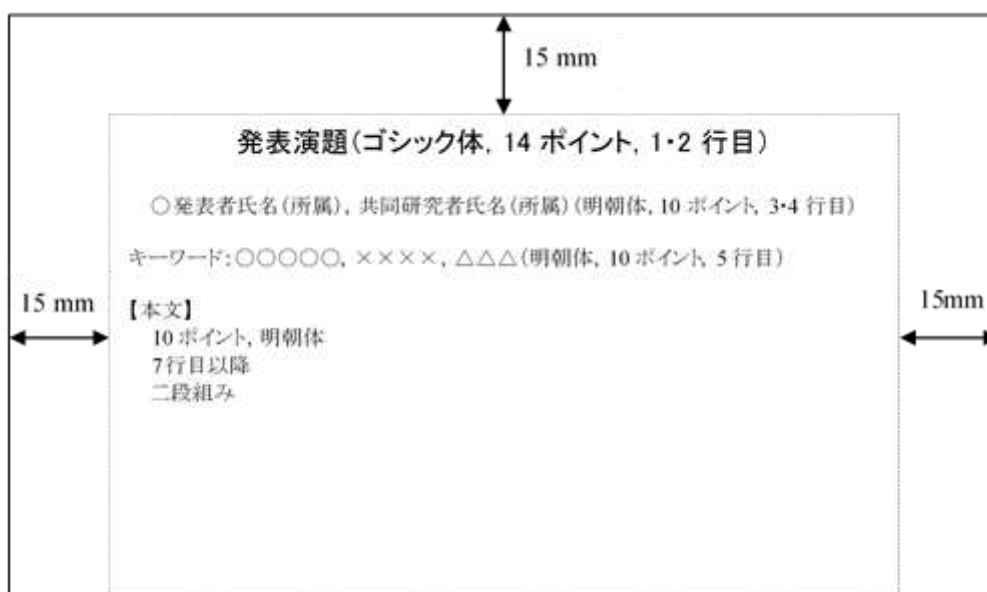 15 mm
発表演題(ゴシック体, 14 ポイント, 1・2 行目)
○発表者氏名(所属), 共同研究者氏名(所属)(明朝体, 10 ポイント, 3・4 行目)
キーワード:○○○○○, ××××, △△△(明朝体, 10 ポイント, 5 行目)
15 mm
15mm
【本文】
10 ポイント, 明朝体
7行目以降
二段組み